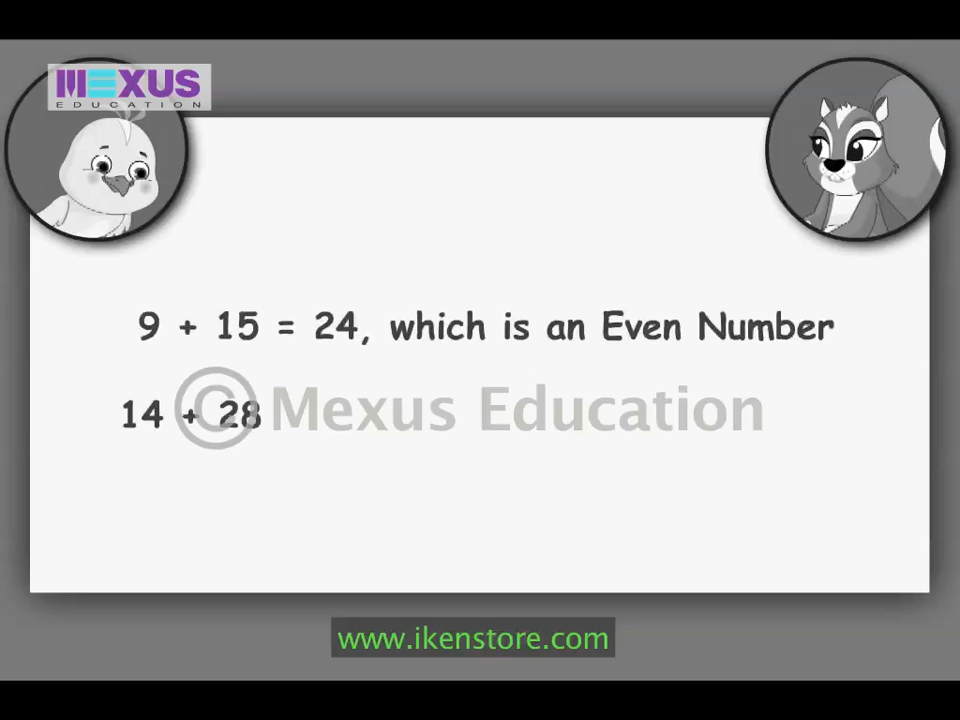 MEXUS
EDUCATION
9 + 15 = 24, which is an Even Number
14 + 28
© Mexus Education
www.ikenstore.com